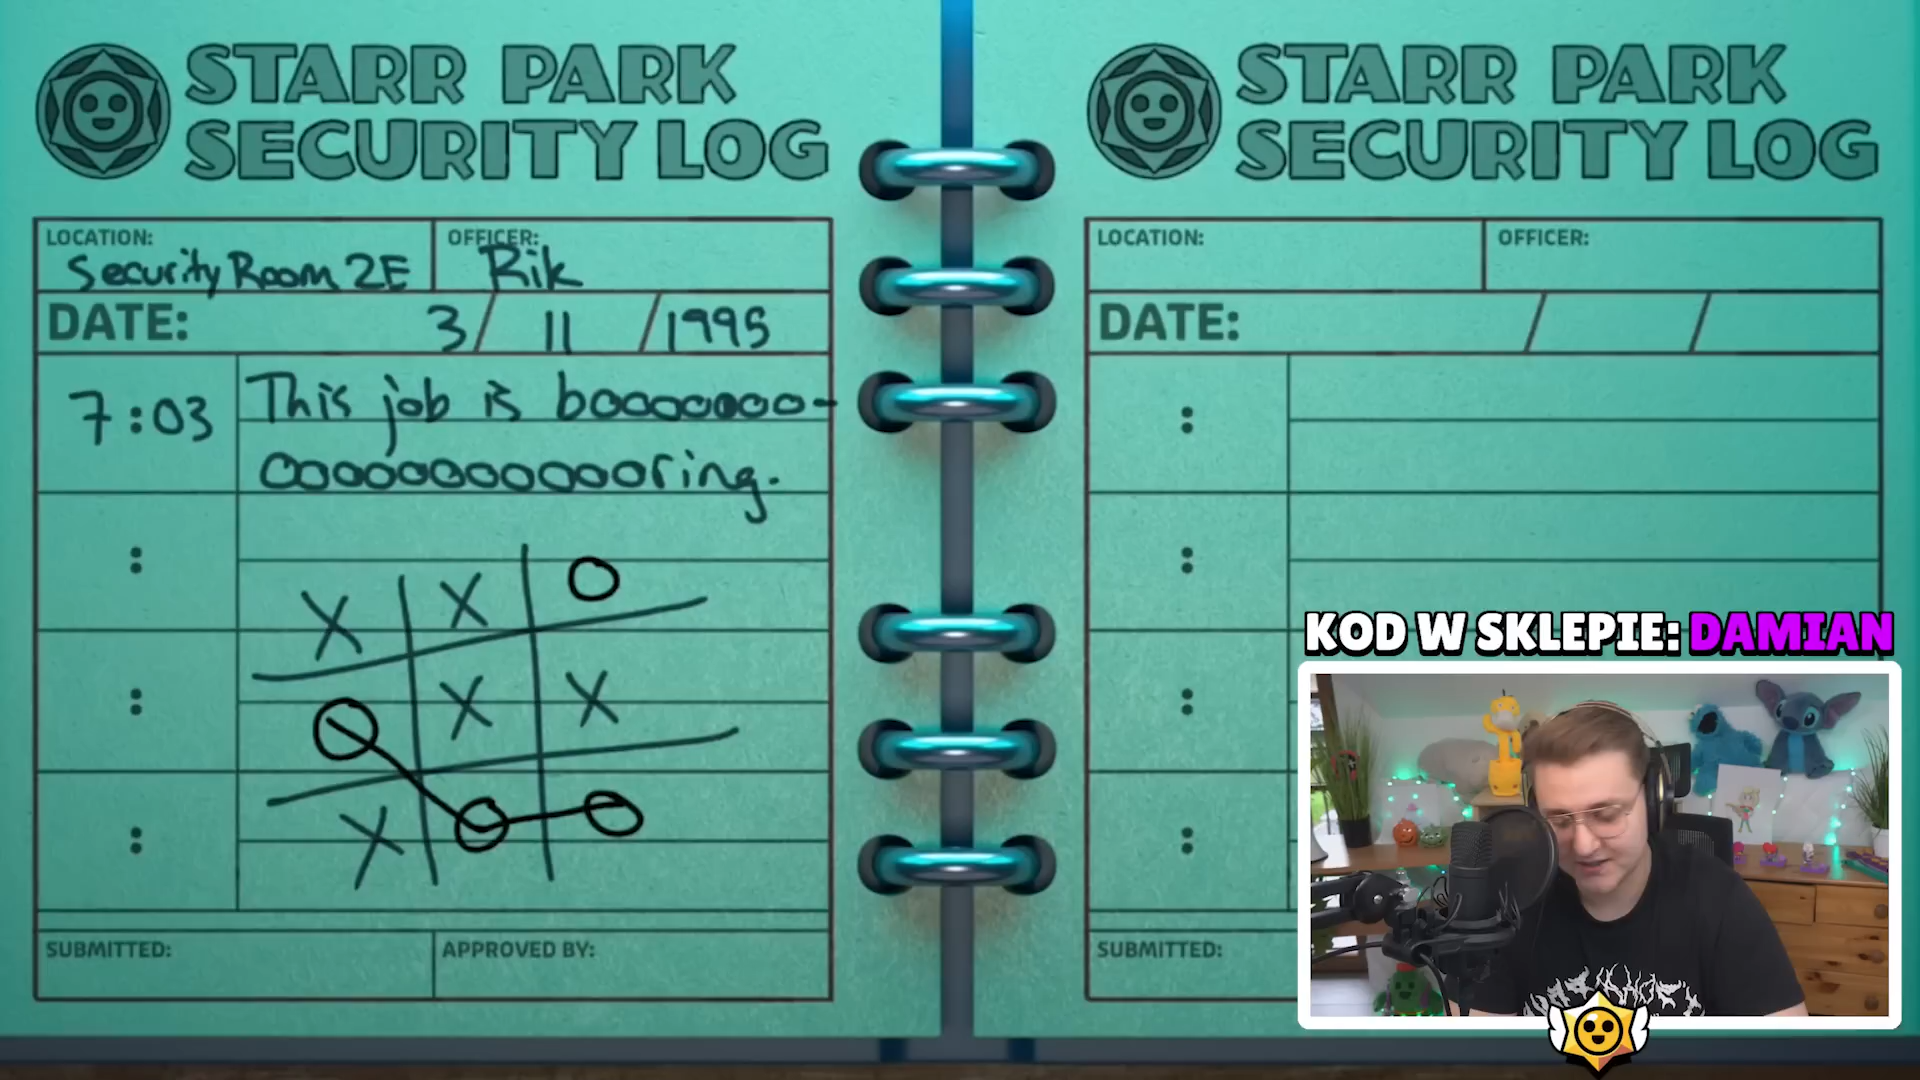 STARR PARK
SECURITY LOG
LOCATION:
Security Room 2E
OFFICER:
Rik
DATE:
3 / 11 / 1995
7:03
This job is booooooo-
ooooooooooooring.
:
:
:
X X O
O X X
X O O
SUBMITTED:
APPROVED BY:
STARR PARK
SECURITY LOG
LOCATION:
OFFICER:
DATE:
/ /
:
:
:
:
SUBMITTED:
KOD W SKLEPIE: DAMIAN